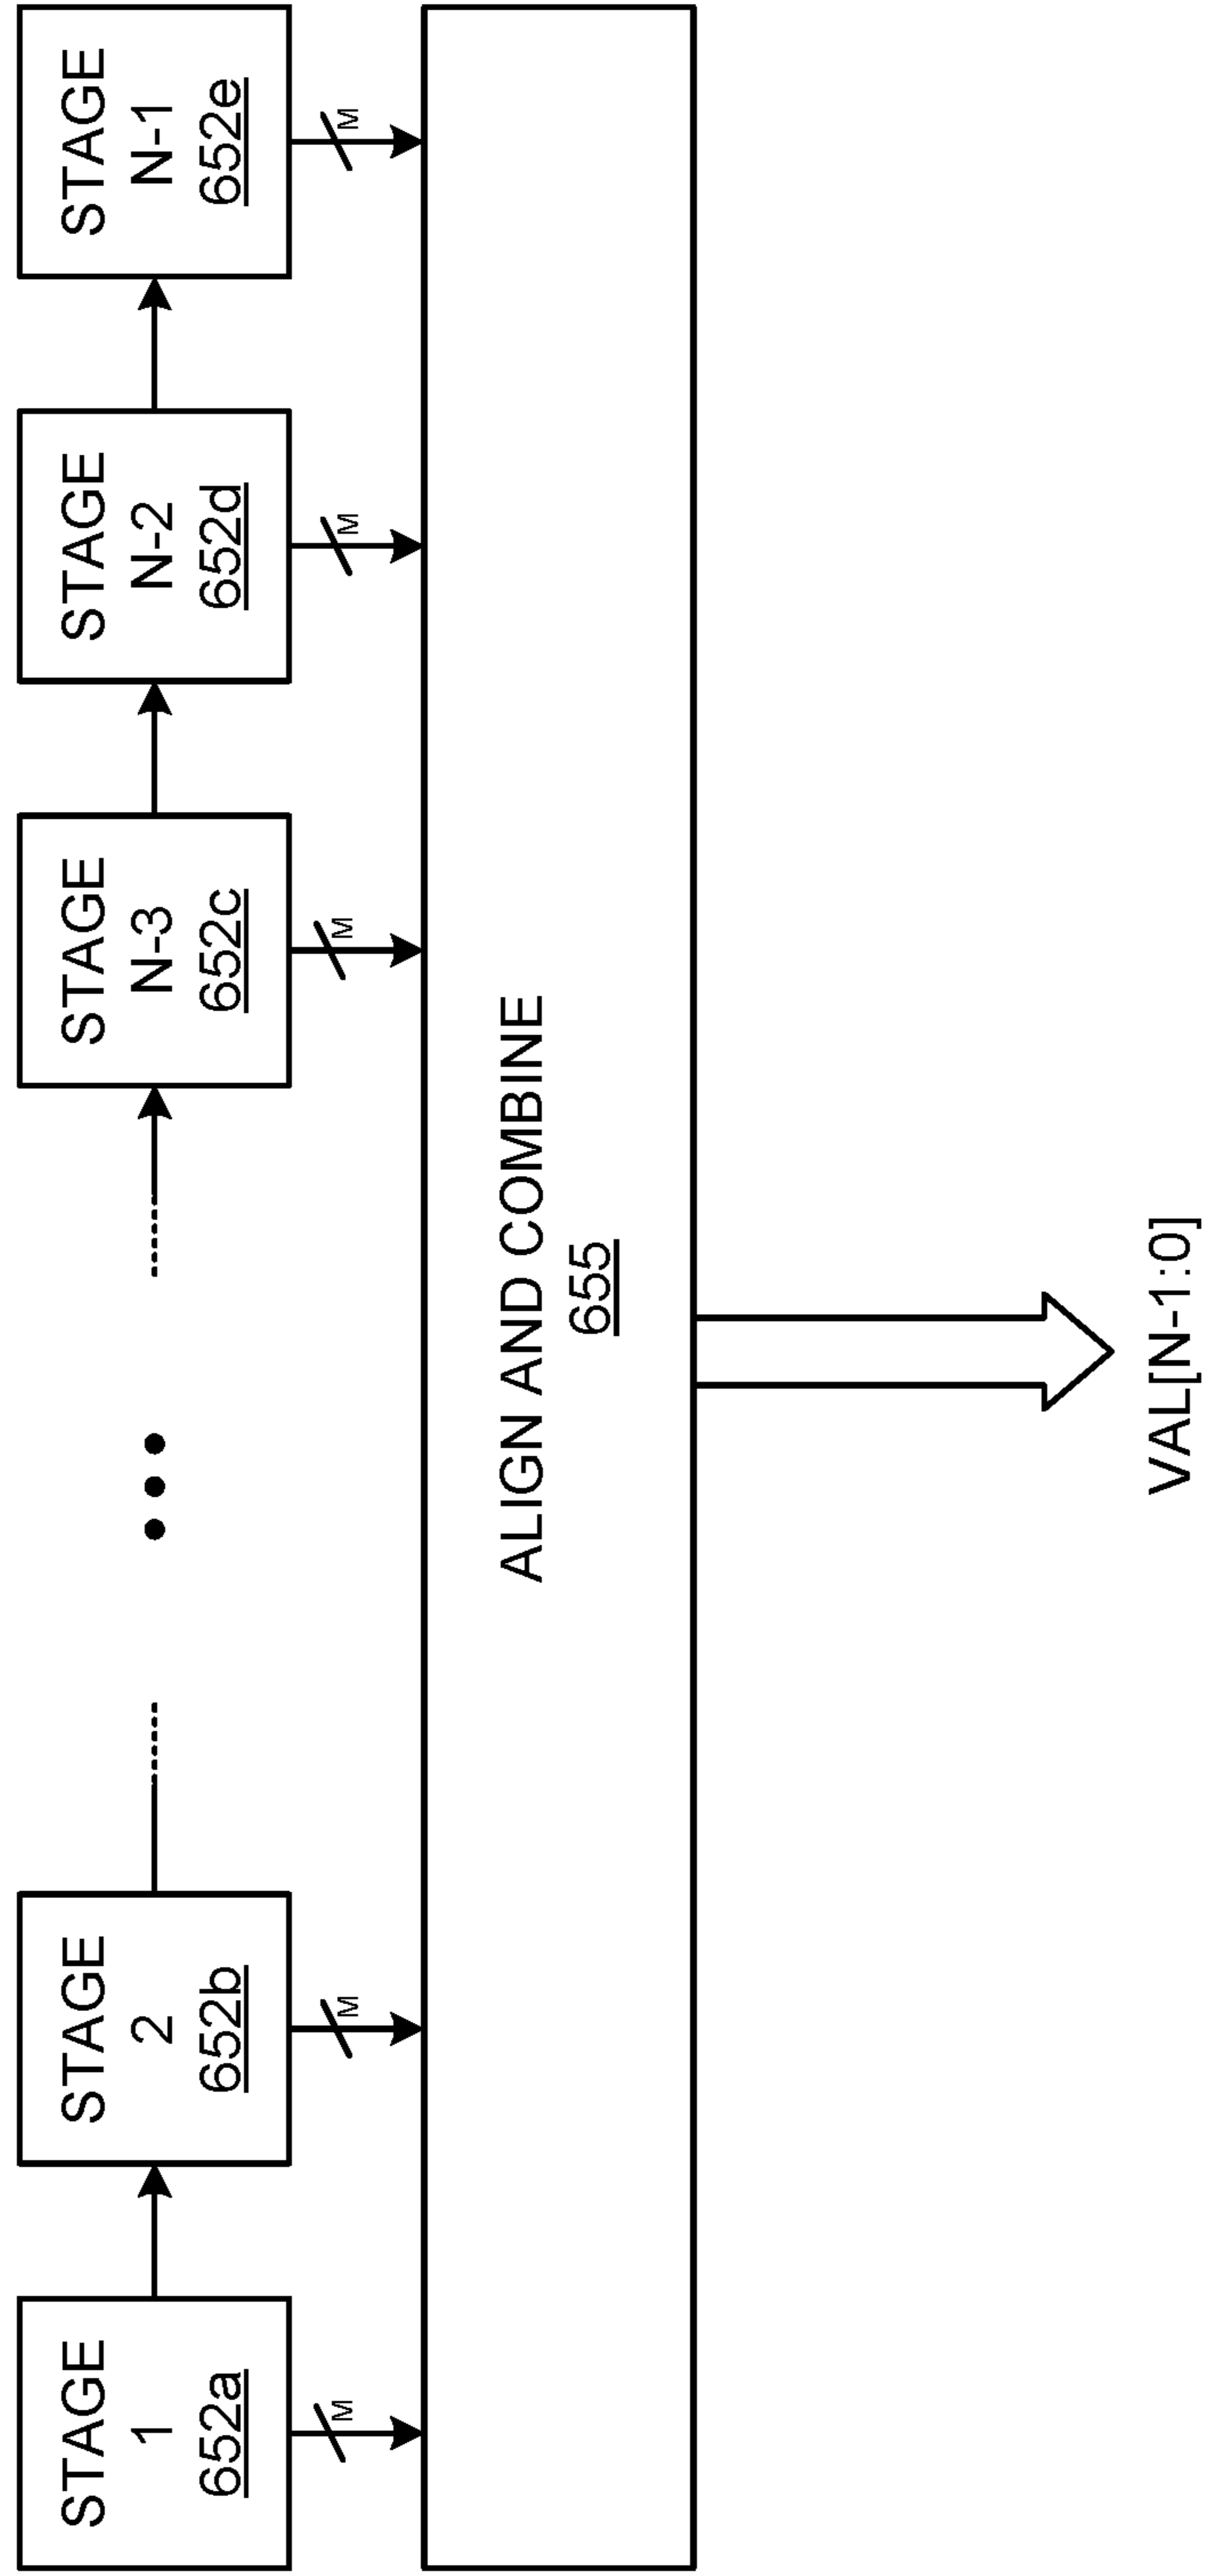 STAGE
1
652a
STAGE
2
652b
STAGE
N-3
652c
STAGE
N-2
652d
STAGE
N-1
652e
M
M
M
M
M
ALIGN AND COMBINE
655
VAL[N-1:0]